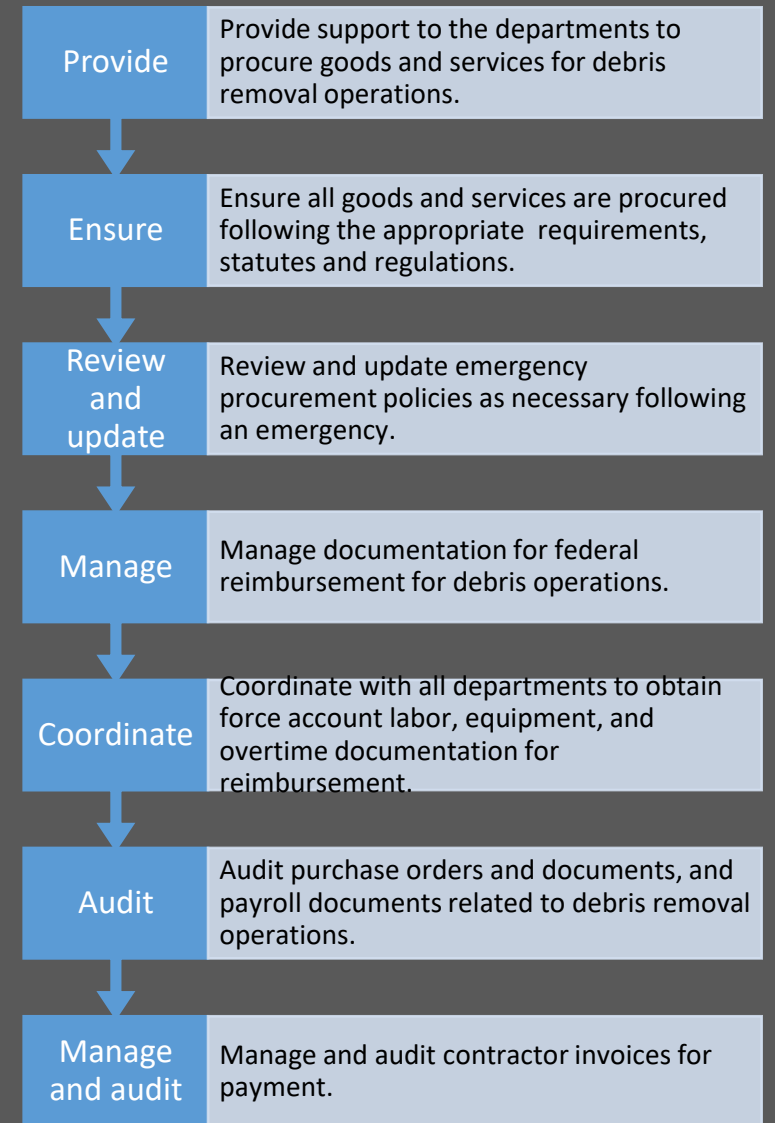 Provide
Provide support to the departments to
procure goods and services for debris
removal operations.
Ensure
Ensure all goods and services are procured
following the appropriate  requirements,
statutes and regulations.
Review
and
update
Review and update emergency
procurement policies as necessary following
an emergency.
Manage
Manage documentation for federal
reimbursement for debris operations.
Coordinate
Coordinate with all departments to obtain
force account labor, equipment, and
overtime documentation for
reimbursement.
Audit
Audit purchase orders and documents, and
payroll documents related to debris removal
operations.
Manage
and audit
Manage and audit contractor invoices for
payment.